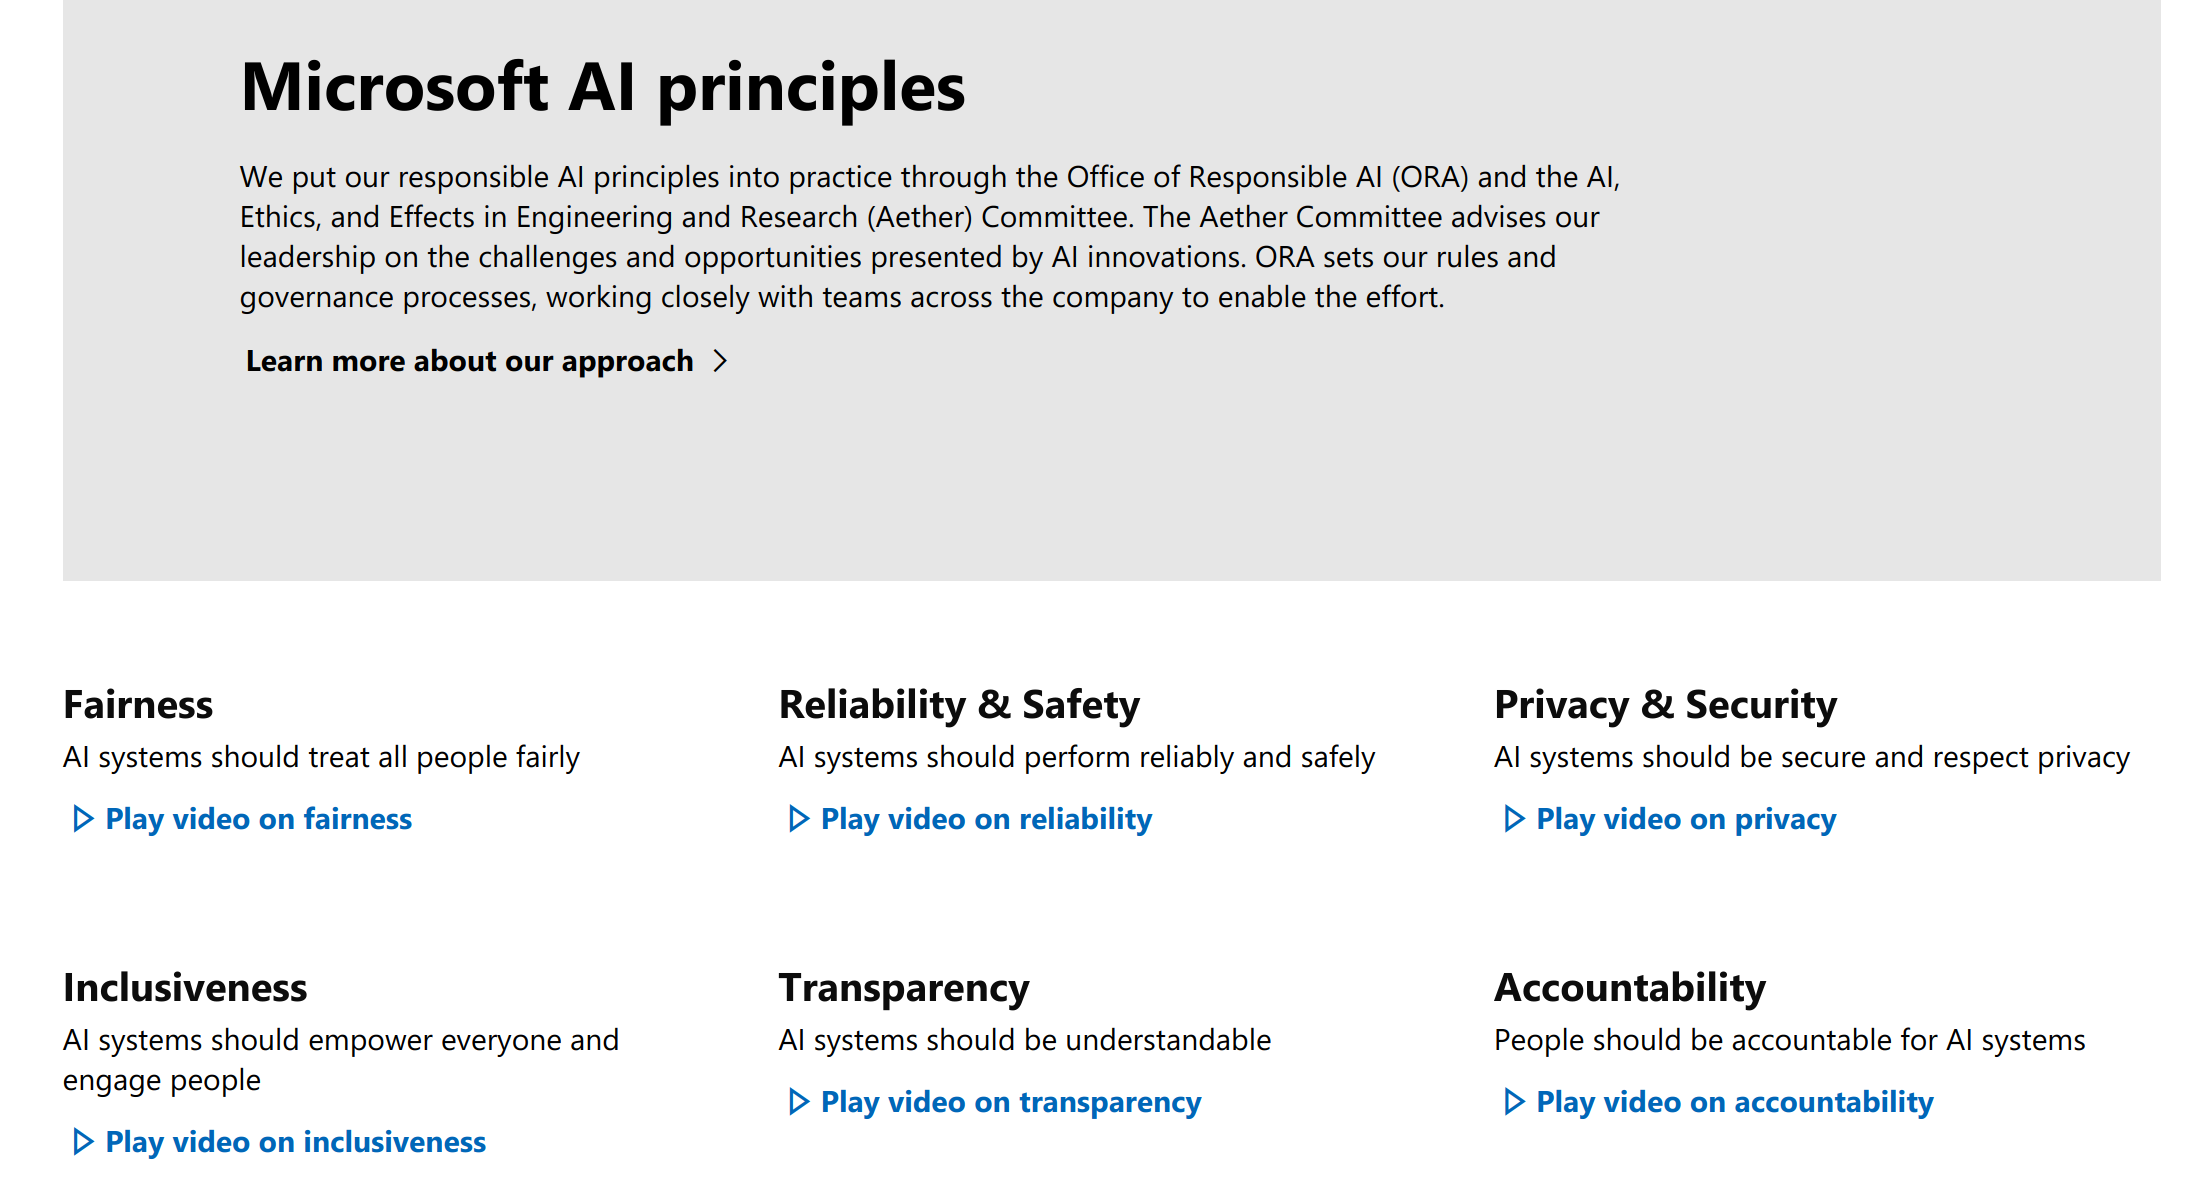 Microsoft AI principles
We put our responsible AI principles into practice through the Office of Responsible AI (ORA) and the AI,
Ethics, and Effects in Engineering and Research (Aether) Committee. The Aether Committee advises our
leadership on the challenges and opportunities presented by AI innovations. ORA sets our rules and
governance processes, working closely with teams across the company to enable the effort.
Learn more about our approach
Fairness
AI systems should treat all people fairly
Play video on fairness
Reliability & Safety
AI systems should perform reliably and safely
Play video on reliability
Privacy & Security
AI systems should be secure and respect privacy
Play video on privacy
Inclusiveness
AI systems should empower everyone and
engage people
Play video on inclusiveness
Transparency
AI systems should be understandable
Play video on transparency
Accountability
People should be accountable for AI systems
Play video on accountability